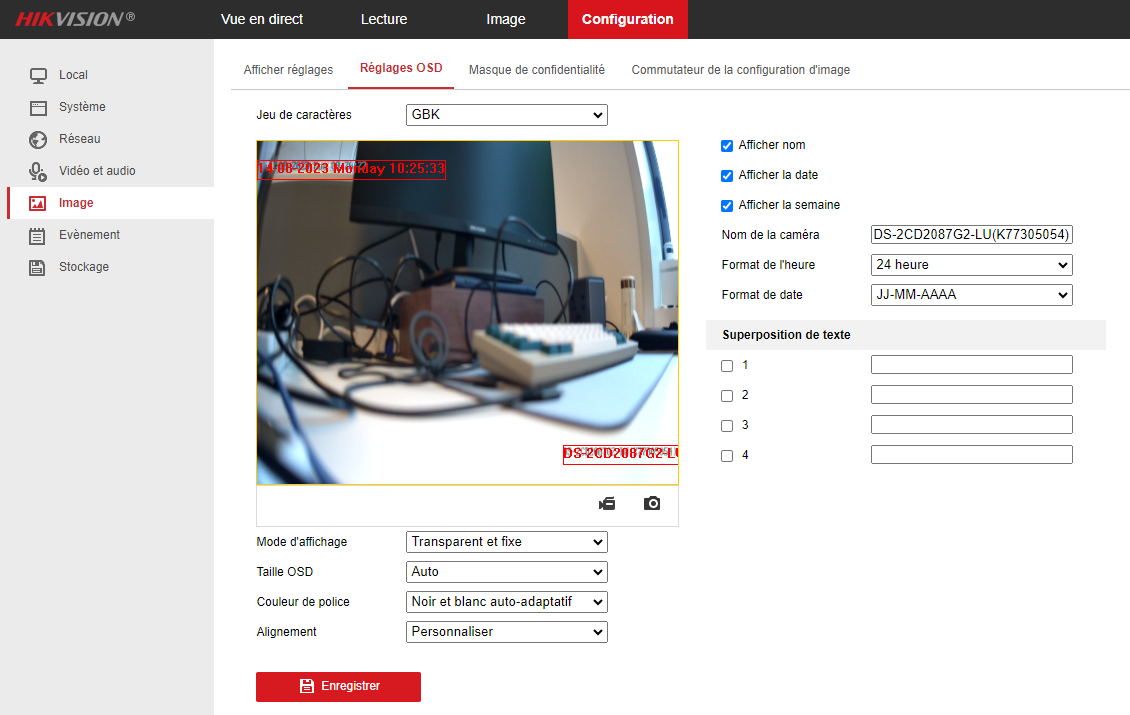 HIKVISION®
Vue en direct
Lecture
Image
Configuration
Local
Système
Réseau
Vidéo et audio
Image
Evènement
Stockage
Afficher réglages
Réglages OSD
Masque de confidentialité
Commutateur de la configuration d'image
Jeu de caractères
GBK
14-08-2023 Monday 10:25:33
DS-2CD2087G2-LU
Afficher nom
Afficher la date
Afficher la semaine
Nom de la caméra
DS-2CD2087G2-LU(K77305054)
Format de l'heure
24 heure
Format de date
JJ-MM-AAAA
Superposition de texte
1
2
3
4
Mode d'affichage
Transparent et fixe
Taille OSD
Auto
Couleur de police
Noir et blanc auto-adaptatif
Alignement
Personnaliser
Enregistrer